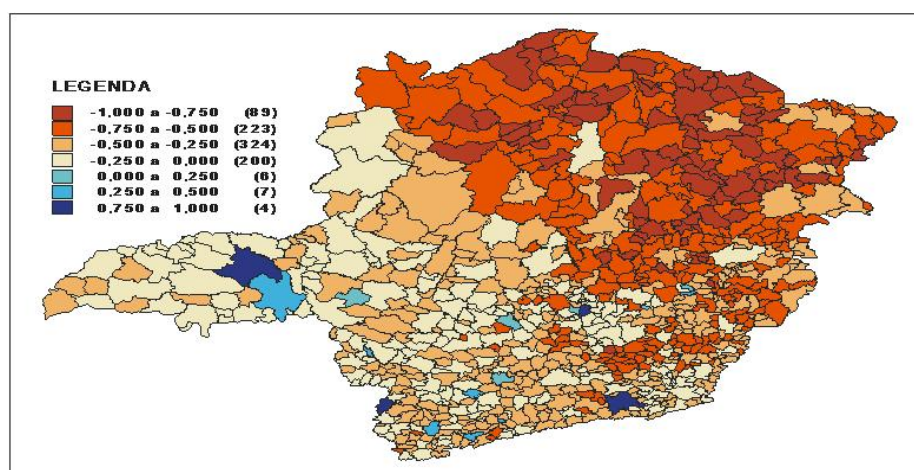 LEGENDA
-1,000 a -0,750 (89)
-0,750 a -0,500 (223)
-0,500 a -0,250 (324)
-0,250 a 0,000 (200)
0,000 a 0,250 (6)
0,250 a 0,500 (7)
0,750 a 1,000 (4)